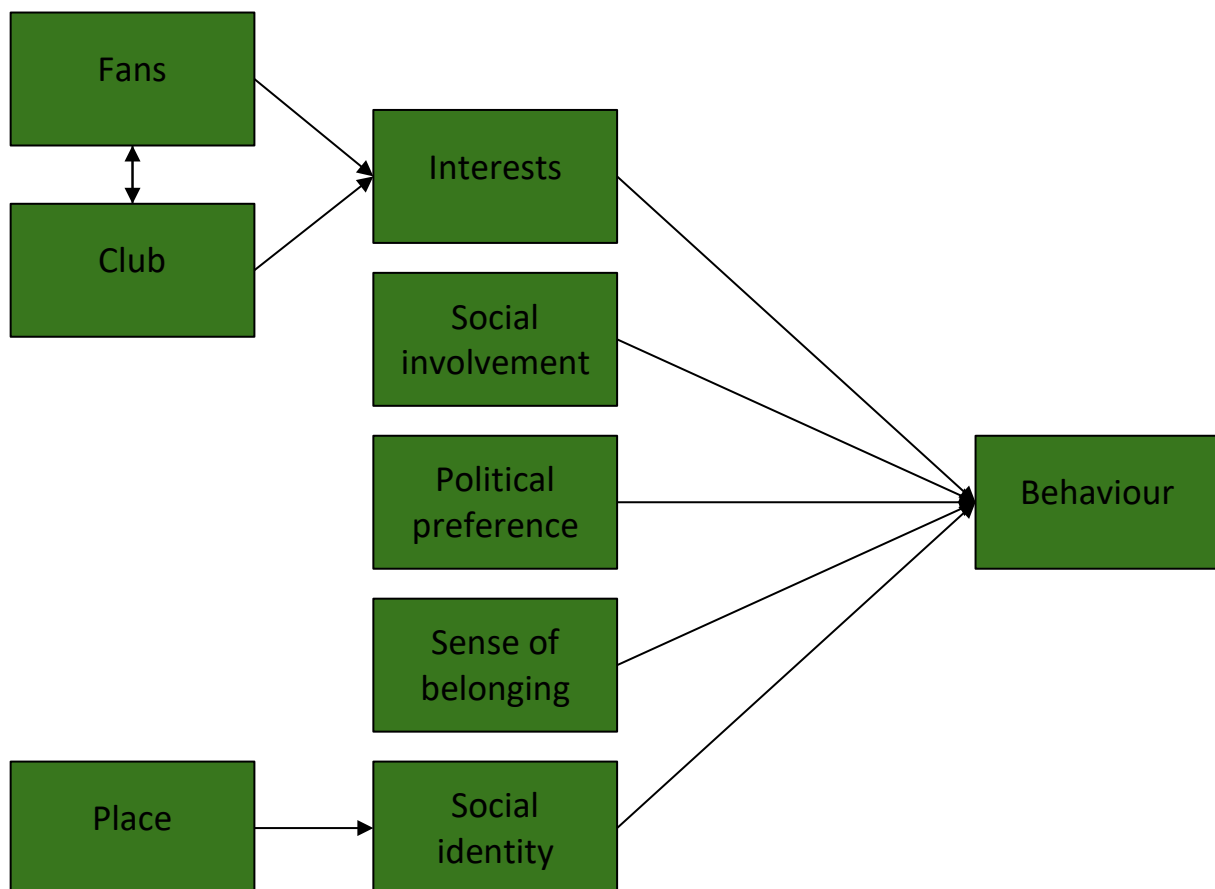 Fans
Club
Interests
Social
involvement
Political
preference
Sense of
belonging
Place
Social
identity
Behaviour